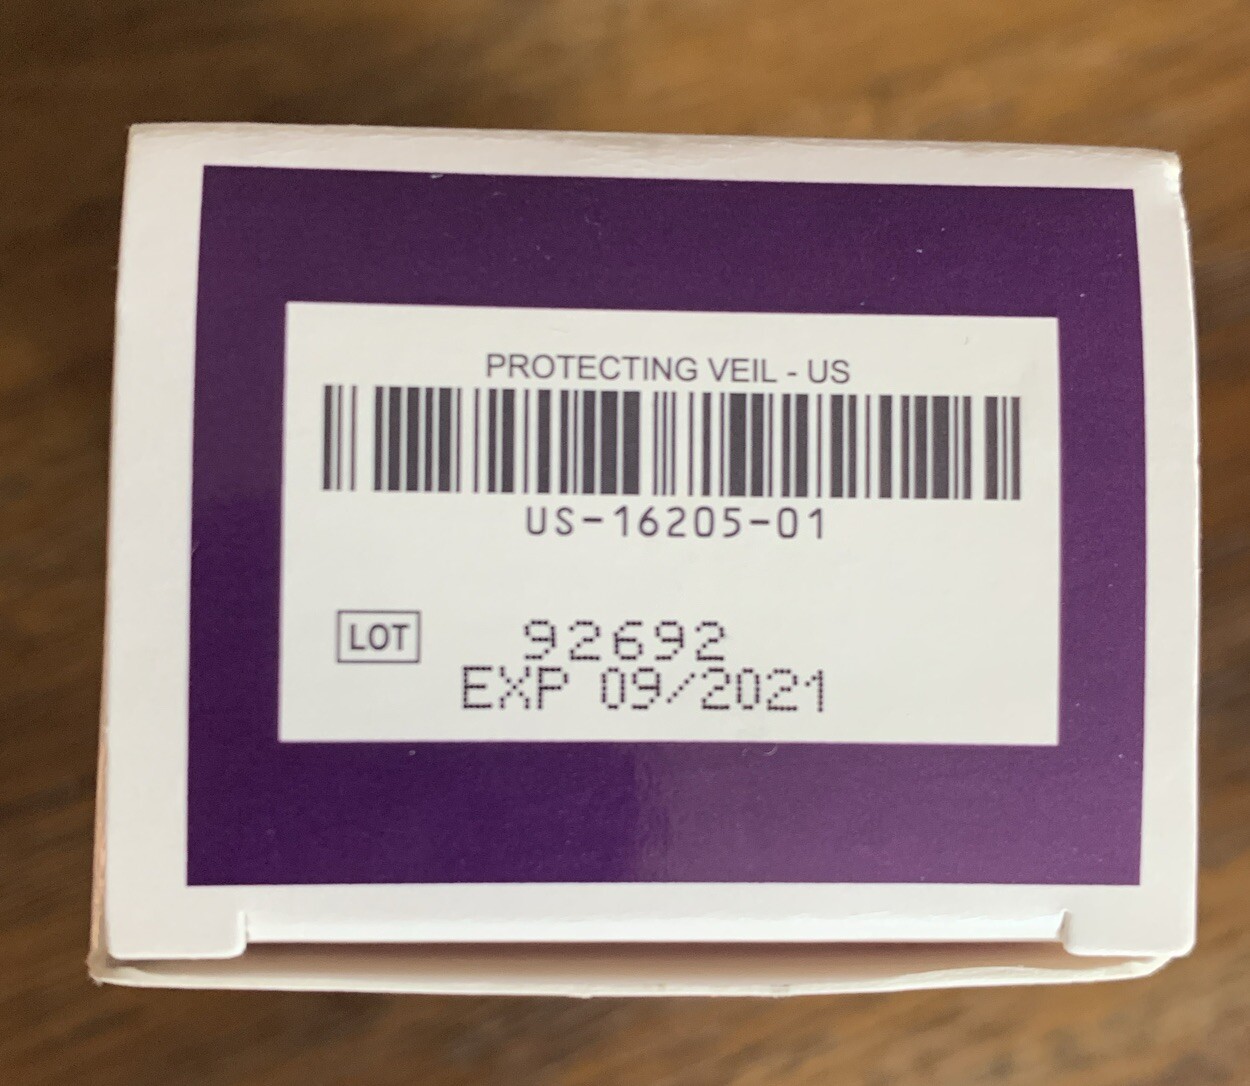 PROTECTING VEIL - US
US-16205-01
LOT 92692
EXP 09/2021